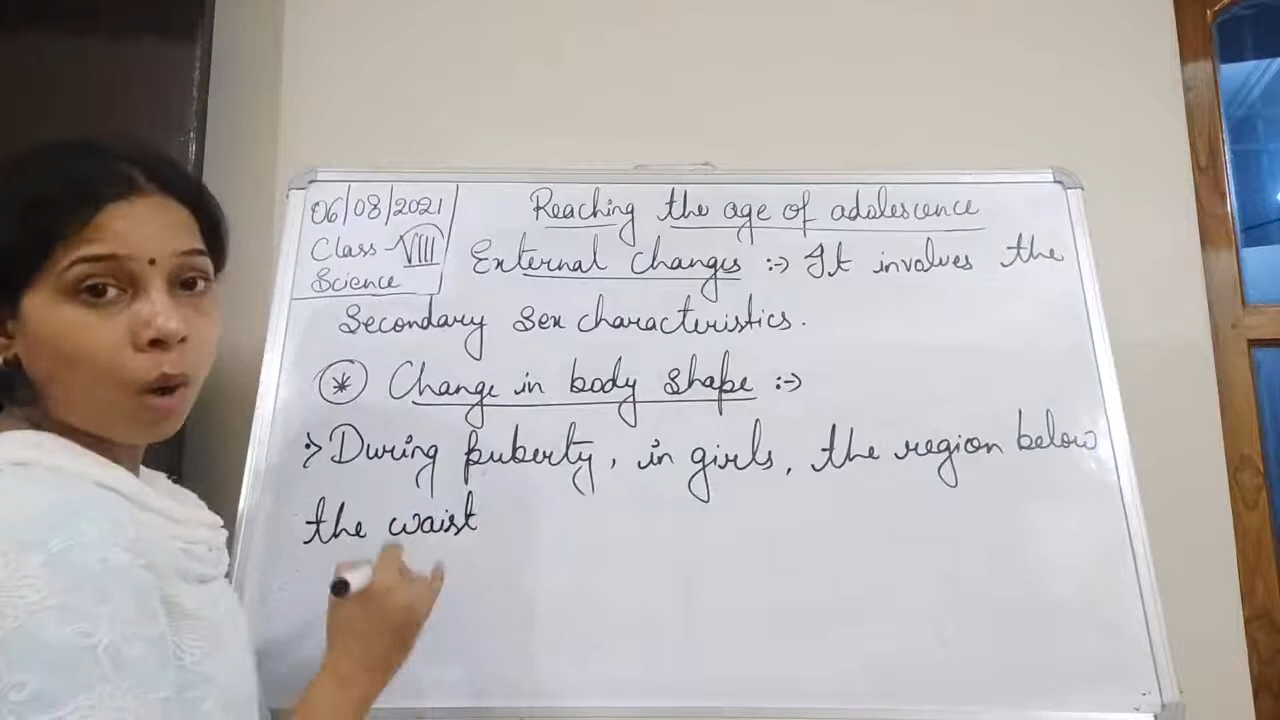 06/08/2021
Class - VIII
Science
Reaching the age of adolescence
External changes :-> It involves the
Secondary Sex characteristics.
* Change in body shape :->
:> During puberty, in girls, the region below
the waist